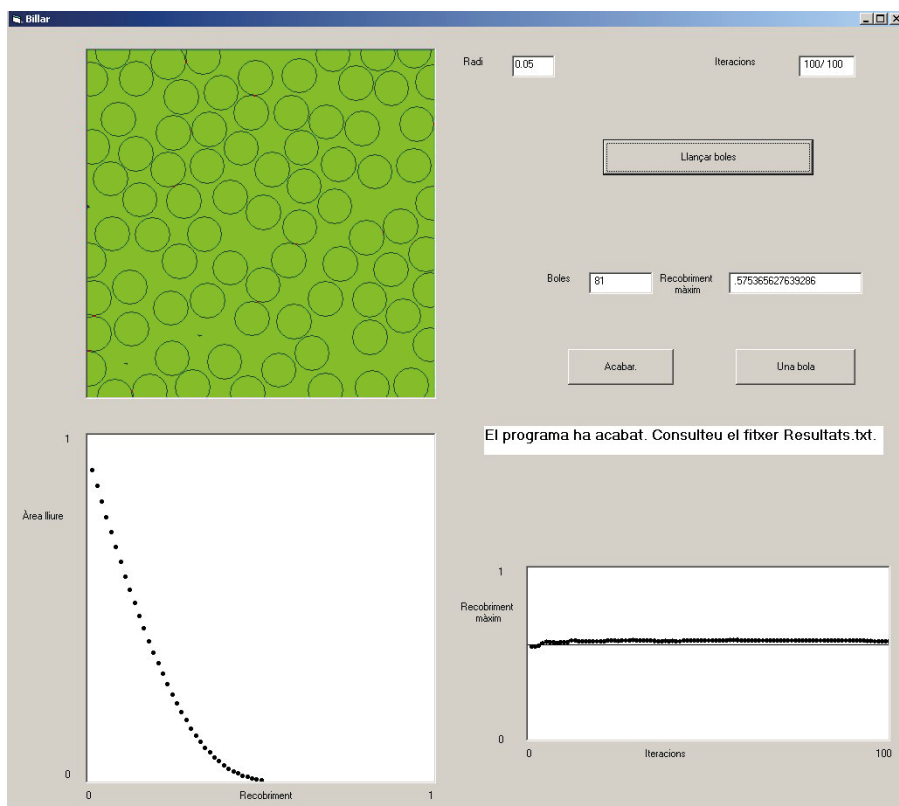 Billar
Radi
0.05
Iteracions
100/ 100
Llançar boles
Boles
81
Recobriment
màxim
.575365627639286
Acabar.
Una bola
El programa ha acabat. Consulteu el fitxer Resultats.txt.
1
Àrea lliure
0
0
Recobriment
1
1
Recobriment
màxim
0
0
Iteracions
100